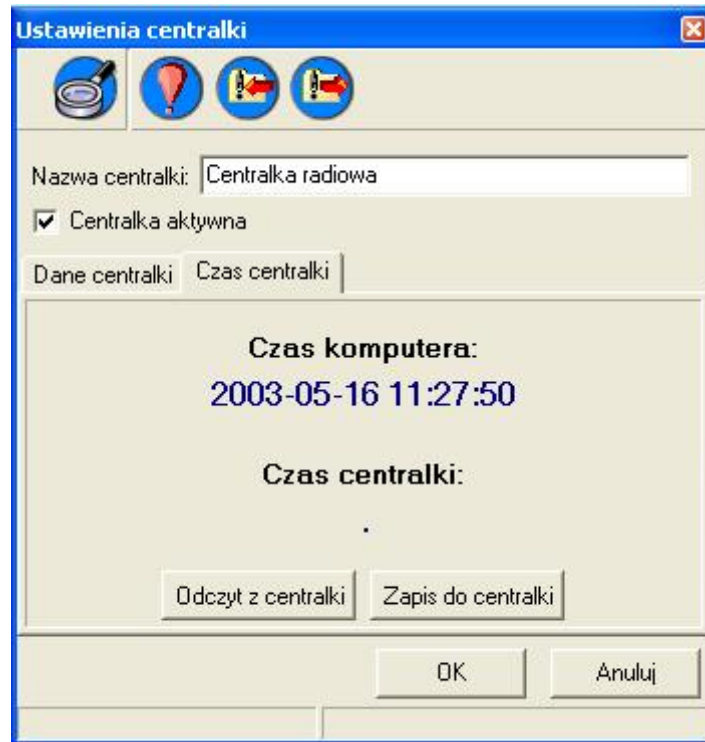 Ustawienia centralki
Nazwa centralki: Centralka radiowa
Centralka aktywna
Dane centralki Czas centralki
Czas komputera:
2003-05-16 11:27:50
Czas centralki:
.
Odczyt z centralki Zapis do centralki
OK Anuluj